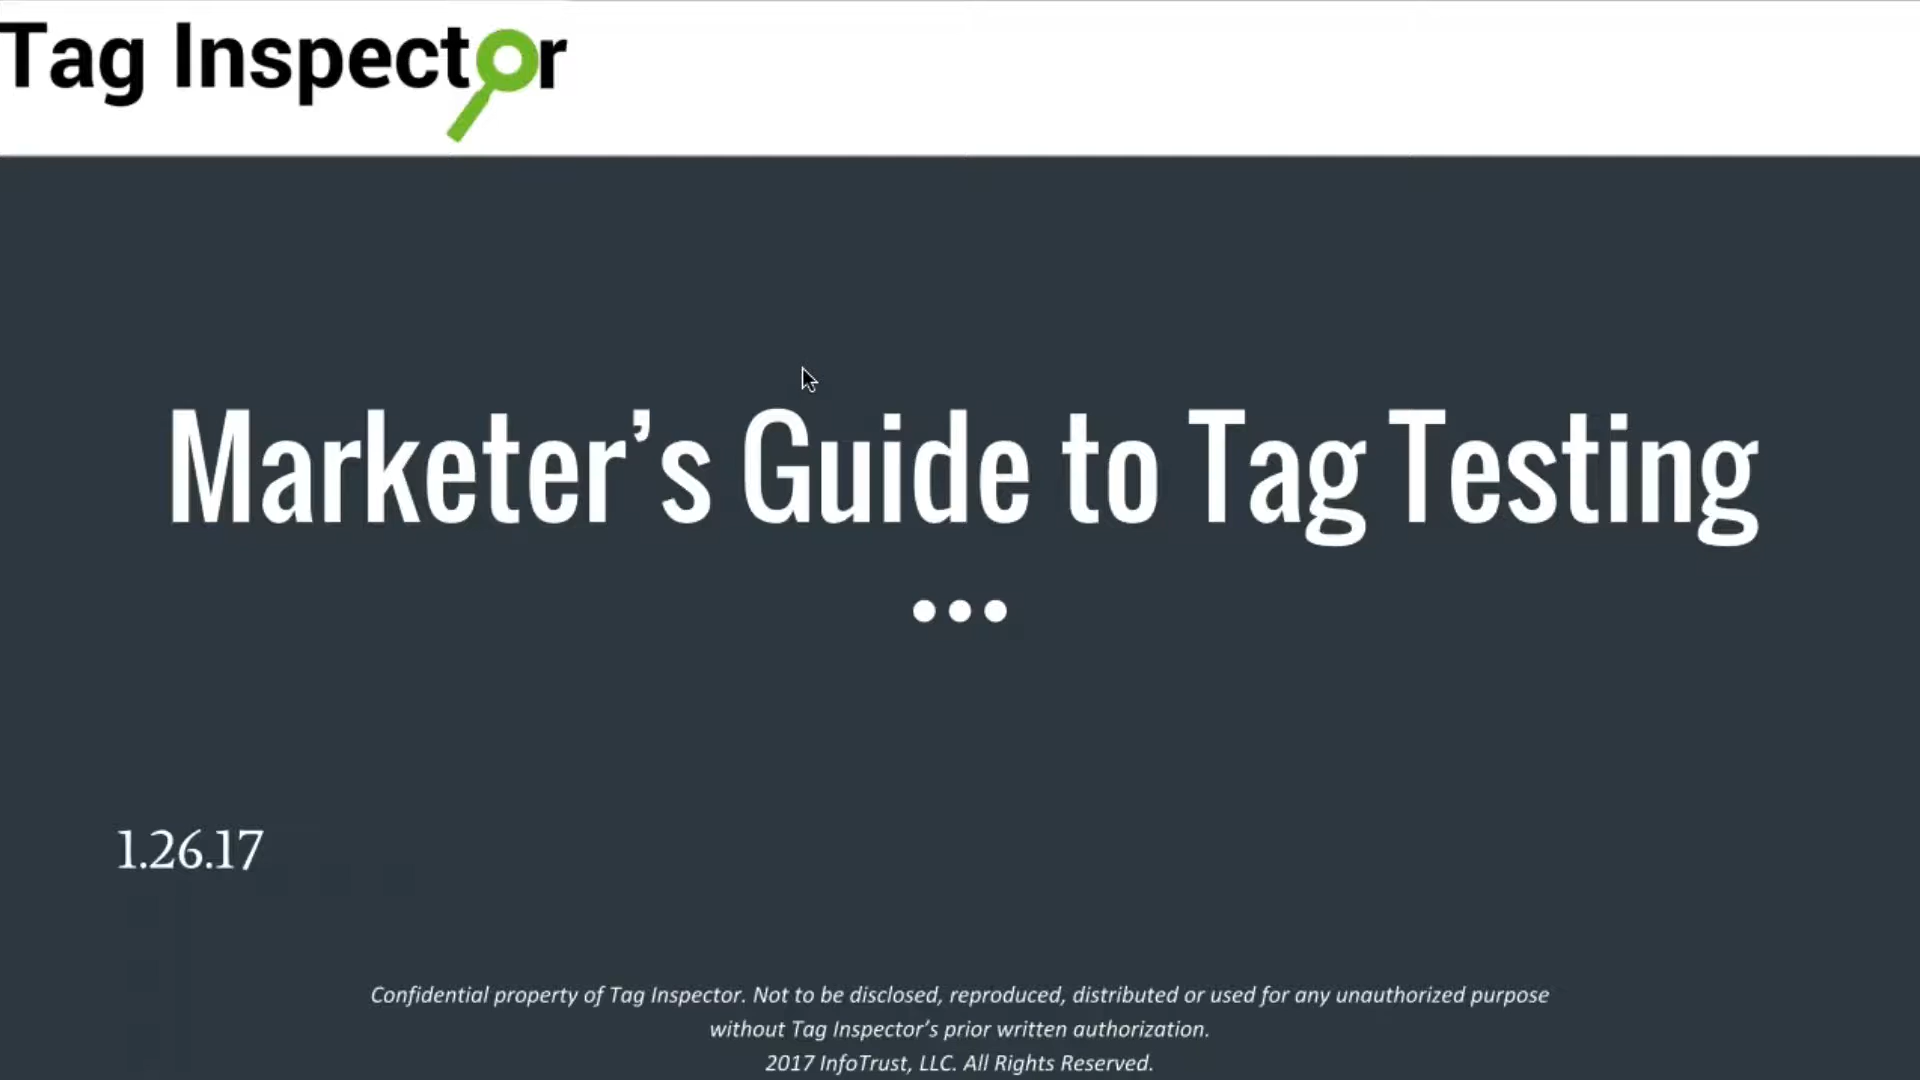 Tag Inspector
Marketer’s Guide to Tag Testing
1.26.17
Confidential property of Tag Inspector. Not to be disclosed, reproduced, distributed or used for any unauthorized purpose
without Tag Inspector’s prior written authorization.
2017 InfoTrust, LLC. All Rights Reserved.